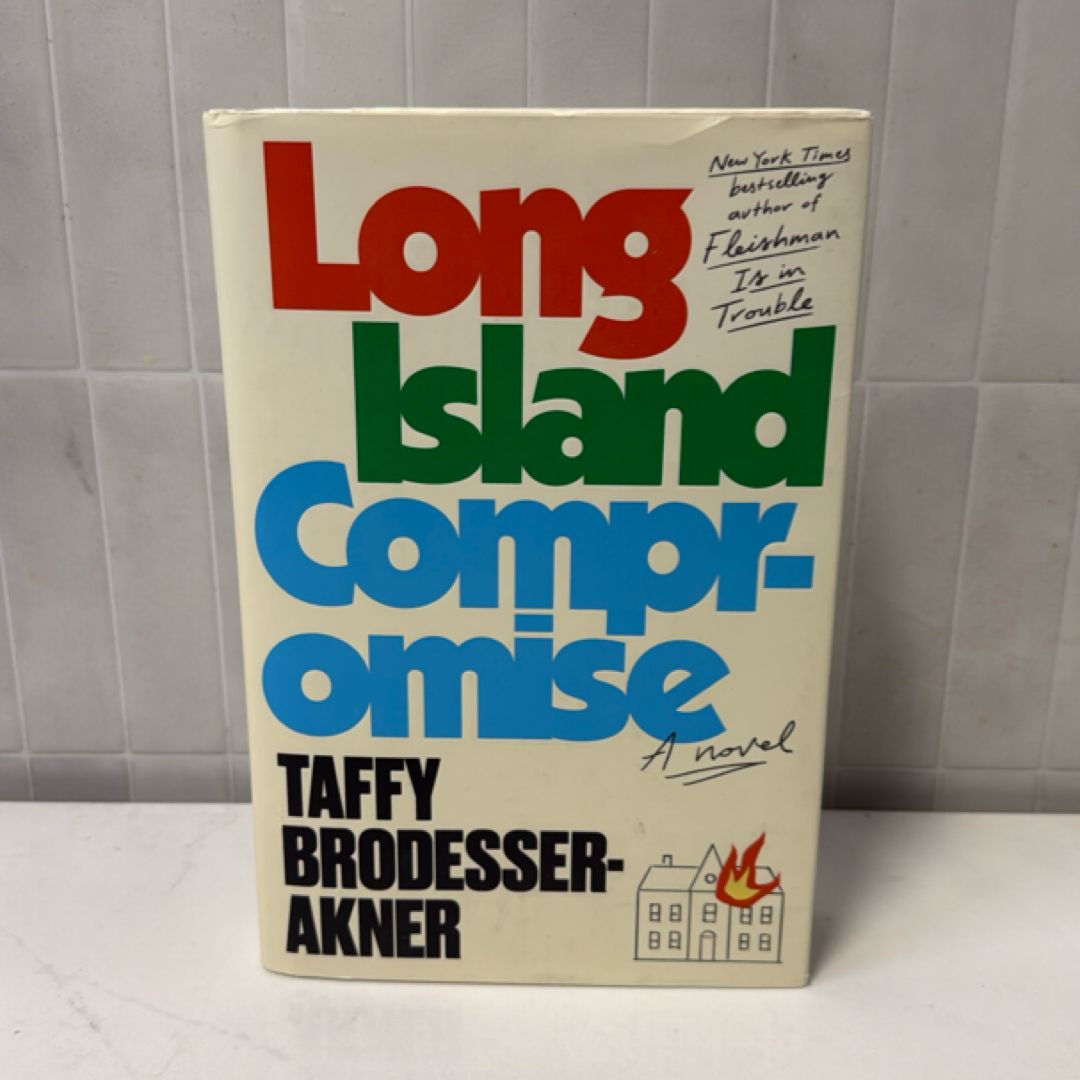 Long
Island
Compr-
omise
New York Times
bestselling
author of
Fleishman
Is in
Trouble
A novel
TAFFY
BRODESSER-
AKNER